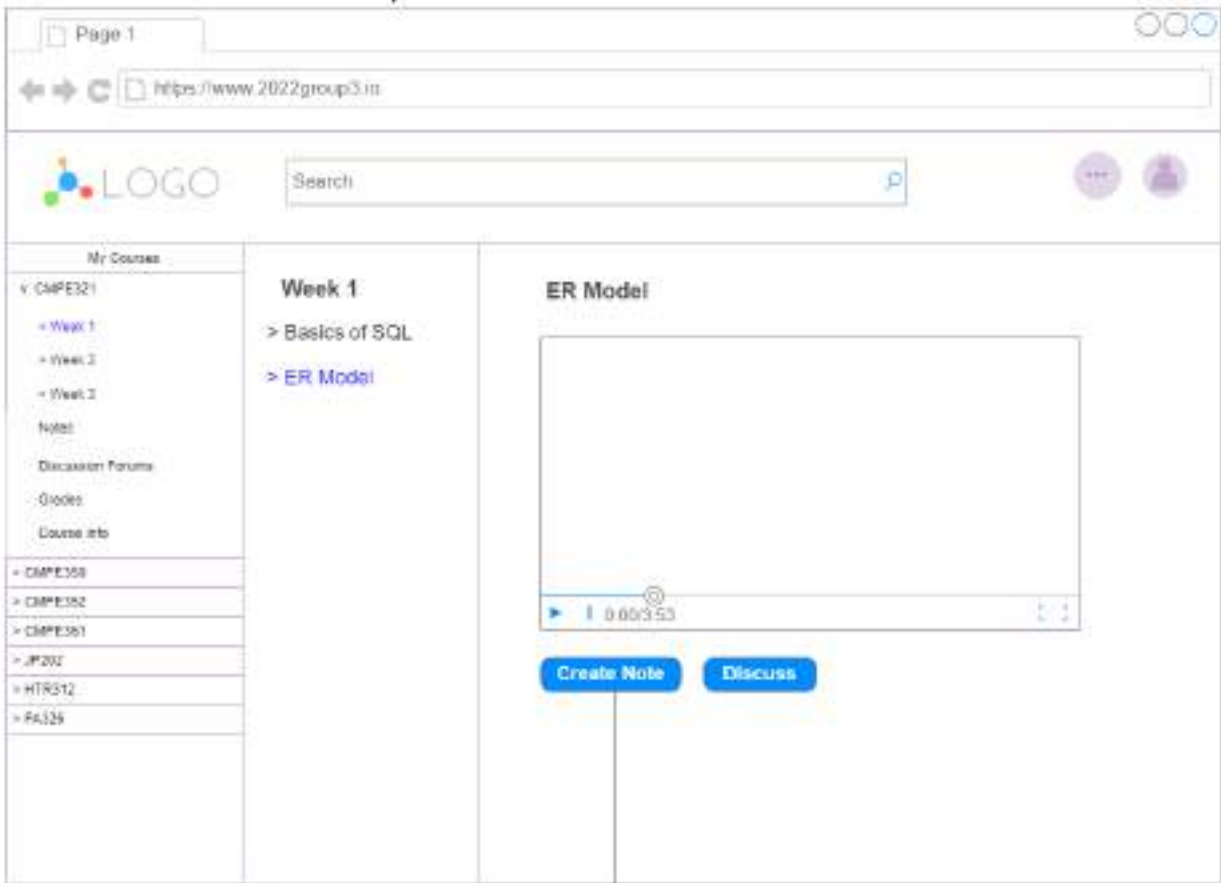 Page 1
https://www.2022group3.io
LOGO
Search
My Courses
v CMPE321
> Week 1
> Week 2
> Week 3
Notes
Discussion Forums
Grades
Course Info
> CMPE350
> CMPE352
> CMPE361
> JP202
> HTR312
> PA326
Week 1
> Basics of SQL
> ER Model
ER Model
0:00/3:53
Create Note
Discuss